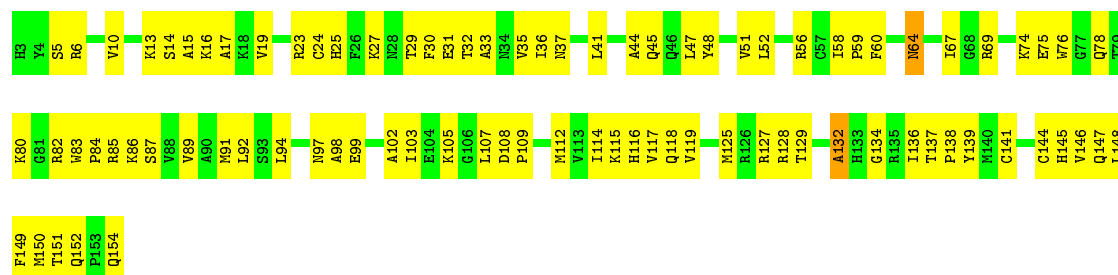 H3 Y4 S5 R6 V10 K13 S14 A15 K16 A17 K18 V19 R23 C24 H25 F26 K27 N28 T29 F30 E31 T32 A33 N34 V35 I36 N37 L41 A44 Q45 Q46 L47 Y48 V51 L52 R56 C57 I58 P59 F60 N64 I67 G68 R69 K74 E75 W76 G77 Q78 T79
K80 G81 R82 W83 P84 R85 K86 S87 V88 V89 A90 M91 L92 S93 L94 N97 A98 E99 A102 I103 E104 K105 G106 L107 D108 P109 M112 V113 I114 K115 H116 V117 Q118 V119 M125 R126 R127 R128 T129 A132 H133 G134 R135 I136 T137 P138 Y139 M140 C141 C144 H145 V146 Q147 L148
F149 M150 T151 Q152 P153 Q154